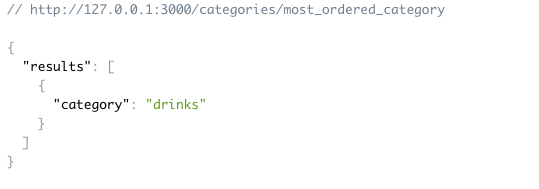 // http://127.0.0.1:3000/categories/most_ordered_category
{
  "results": [
    {
      "category": "drinks"
    }
  ]
}